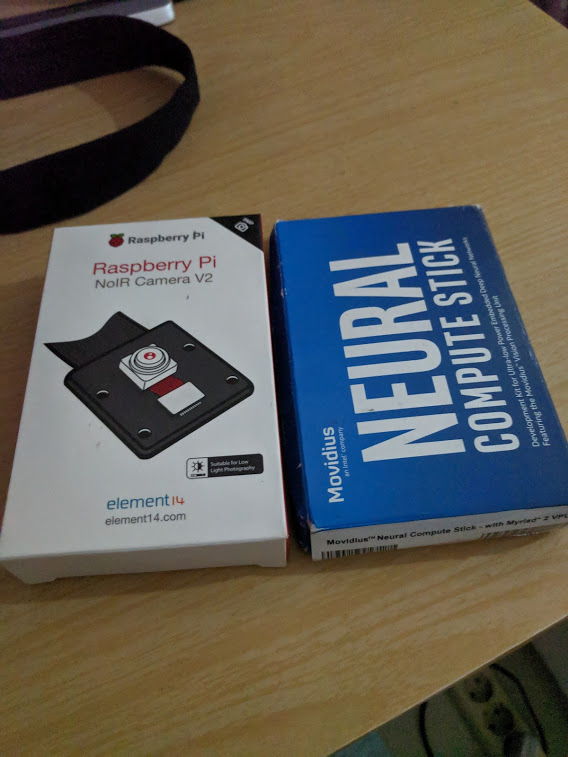 Raspberry Pi
Raspberry Pi
NoIR Camera V2
Suitable for Low
Light Photography
element14
element14.com
NEURAL
COMPUTE STICK
Development Kit for Ultra-low Power Embedded Deep Neural Networks
Featuring the Movidius™ Vision Processing Unit
Movidius
an Intel company
Movidius™ Neural Compute Stick - with Myriad™ 2 VPU